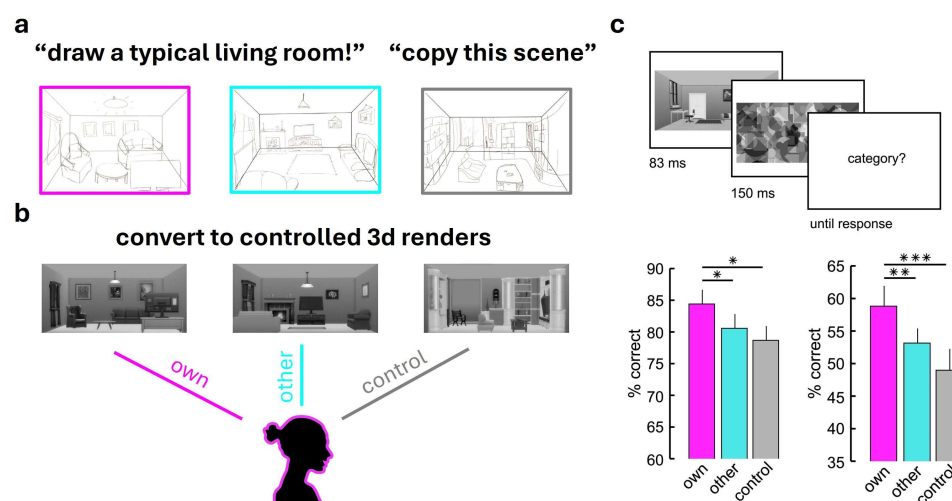 a
“draw a typical living room!”
“copy this scene”
b
convert to controlled 3d renders
own
other
control
c
83 ms
150 ms
category?
until response
% correct
90
85
80
75
70
65
60
*
*
own
other
control
% correct
65
60
55
50
45
40
35
***
**
own
other
control